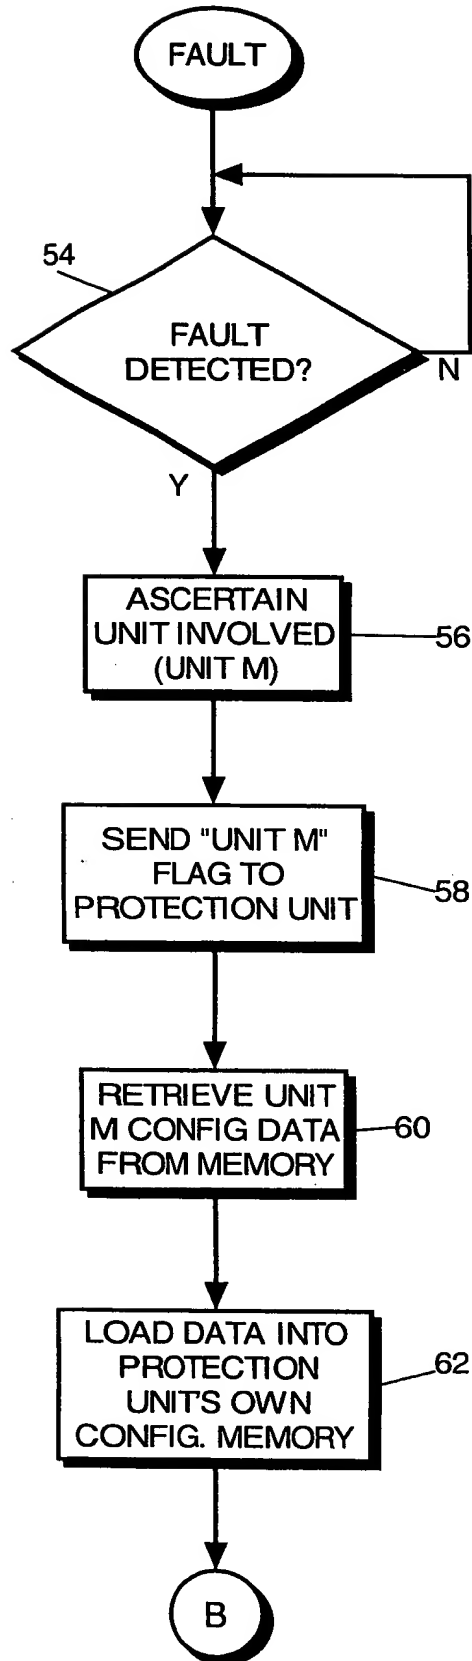 FAULT
54
FAULT
DETECTED?
N
Y
ASCERTAIN
UNIT INVOLVED
(UNIT M)
56
SEND "UNIT M"
FLAG TO
PROTECTION UNIT
58
RETRIEVE UNIT
M CONFIG DATA
FROM MEMORY
60
LOAD DATA INTO
PROTECTION
UNIT'S OWN
CONFIG. MEMORY
62
B